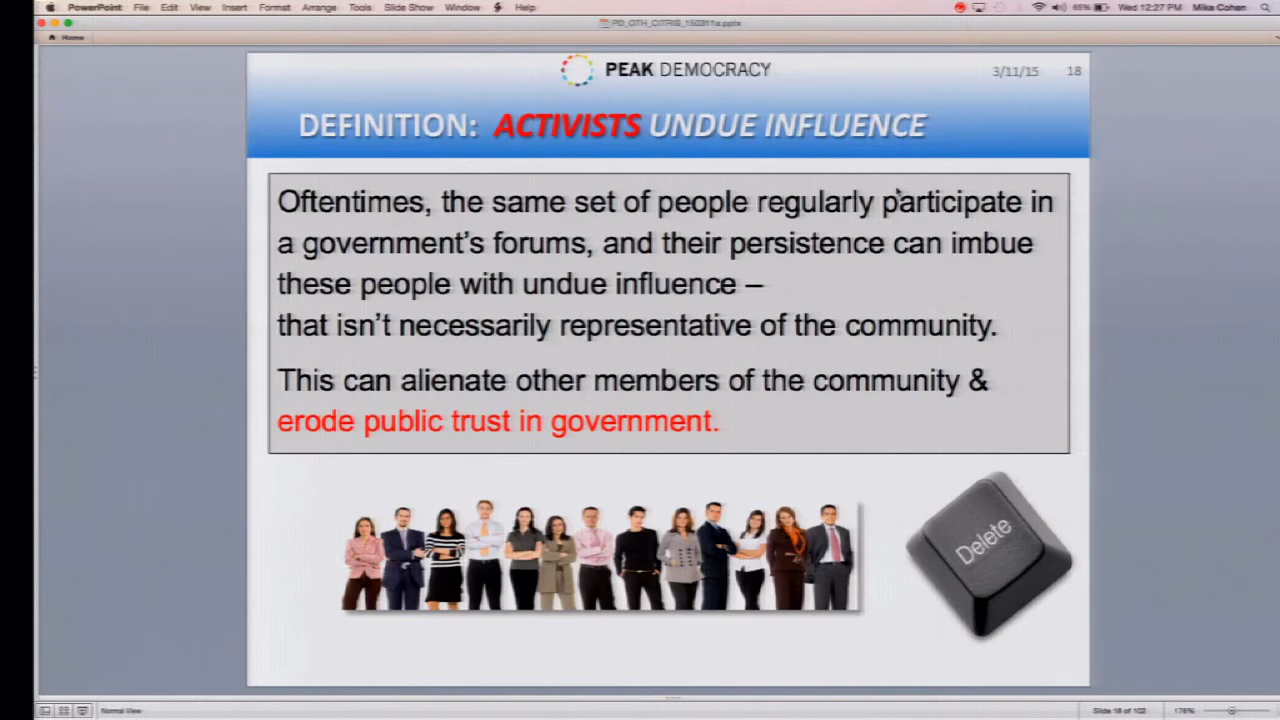 PowerPoint File Edit View Insert Format Arrange Tools Slide Show Window Help 65% Wed 12:27 PM Mike Cohen
PD_OTH_CITRIS_150311a.pptx
Home
PEAK DEMOCRACY 3/11/15 18
DEFINITION: ACTIVISTS UNDUE INFLUENCE
Oftentimes, the same set of people regularly participate in
a government’s forums, and their persistence can imbue
these people with undue influence –
that isn’t necessarily representative of the community.
This can alienate other members of the community &
erode public trust in government.
Delete
Normal View Slide 18 of 102 176%